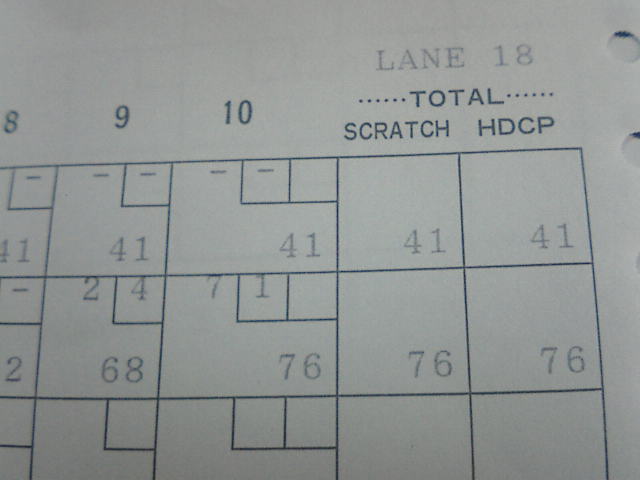 LANE 18
······TOTAL······
8 9 10 SCRATCH HDCP
- - - - -
41 41 41 41 41
- 2 4 7 1
2 68 76 76 76